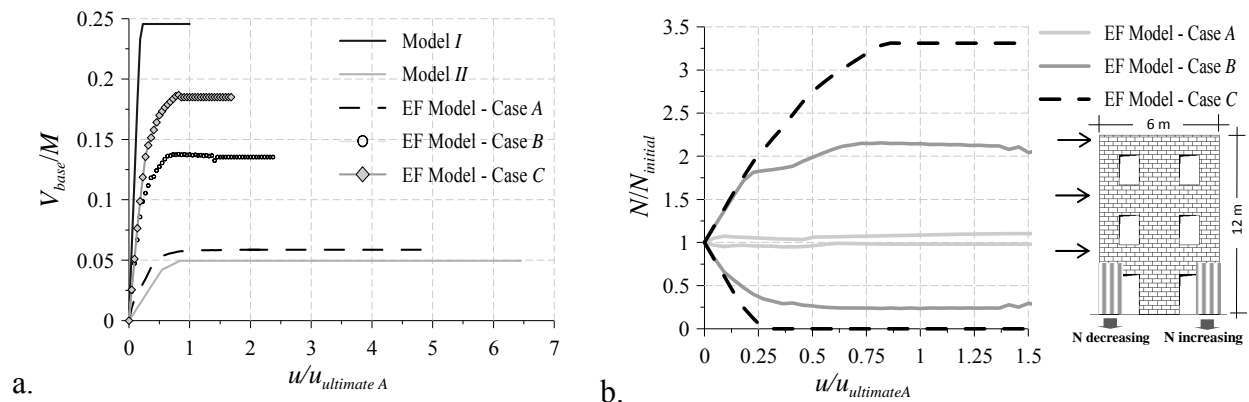 0.25
0.2
0.15
0.1
0.05
0
0 1 2 3 4 5 6 7
V_base/M
u/u_ultimate A
Model I
Model II
EF Model - Case A
EF Model - Case B
EF Model - Case C
a.
3.5
3
2.5
2
1.5
1
0.5
0
0 0.25 0.5 0.75 1 1.25 1.5
N/N_initial
u/u_ultimateA
EF Model - Case A
EF Model - Case B
EF Model - Case C
6 m
12 m
N decreasing N increasing
b.